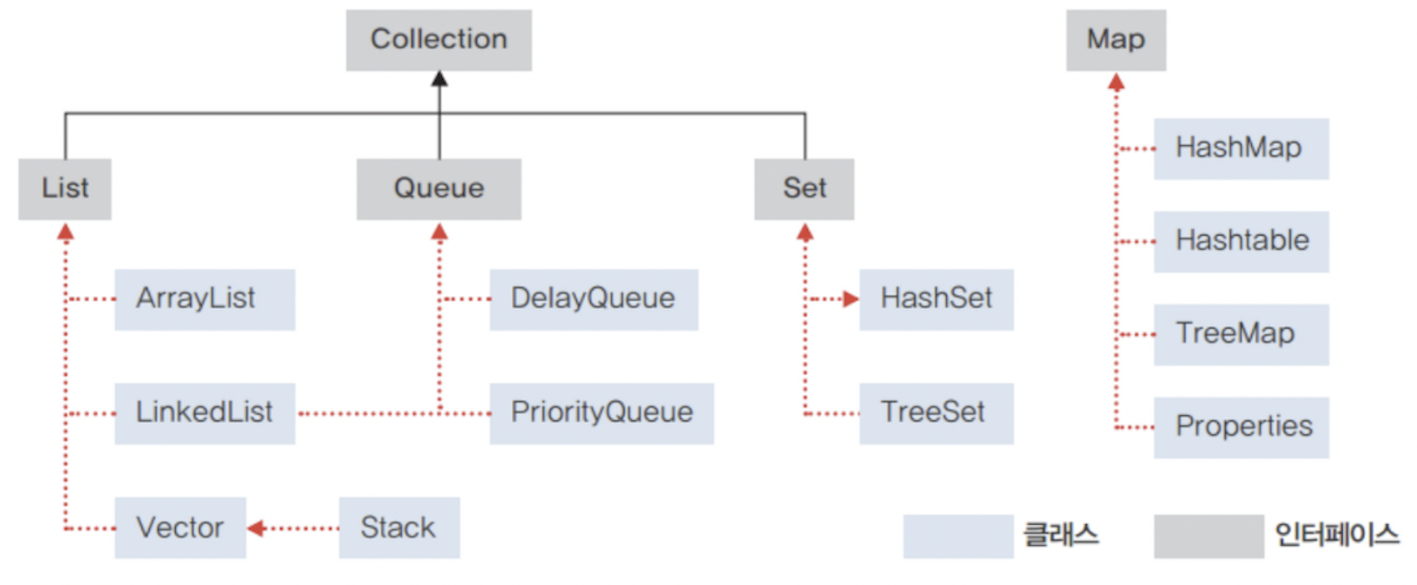 Collection
Map
List
Queue
Set
HashMap
Hashtable
TreeMap
Properties
ArrayList
DelayQueue
HashSet
LinkedList
PriorityQueue
TreeSet
Vector
Stack
클래스
인터페이스